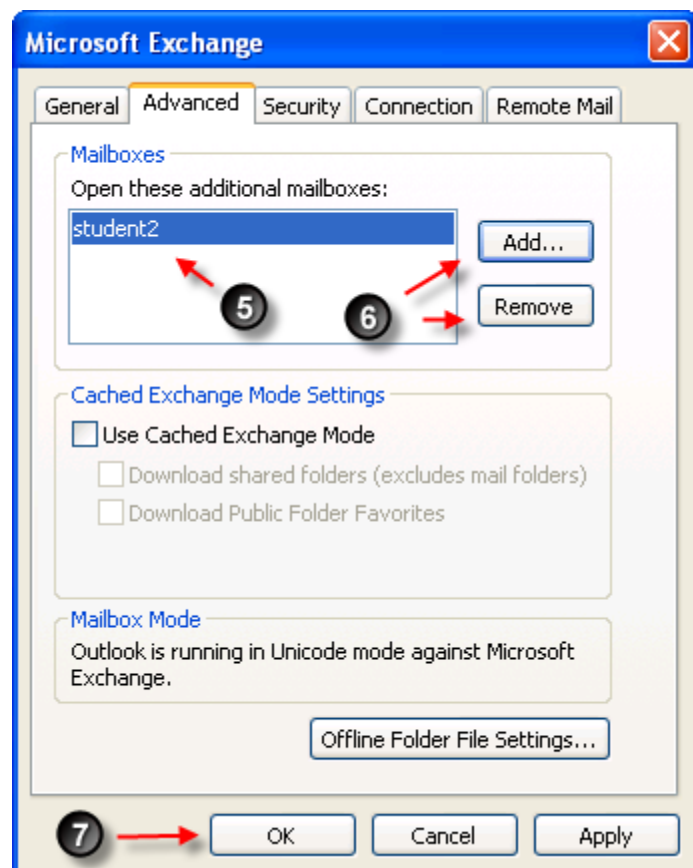 Microsoft Exchange
General Advanced Security Connection Remote Mail
Mailboxes
Open these additional mailboxes:
student2
Add...
5
6
Remove
Cached Exchange Mode Settings
Use Cached Exchange Mode
Download shared folders (excludes mail folders)
Download Public Folder Favorites
Mailbox Mode
Outlook is running in Unicode mode against Microsoft
Exchange.
Offline Folder File Settings...
7 OK Cancel Apply